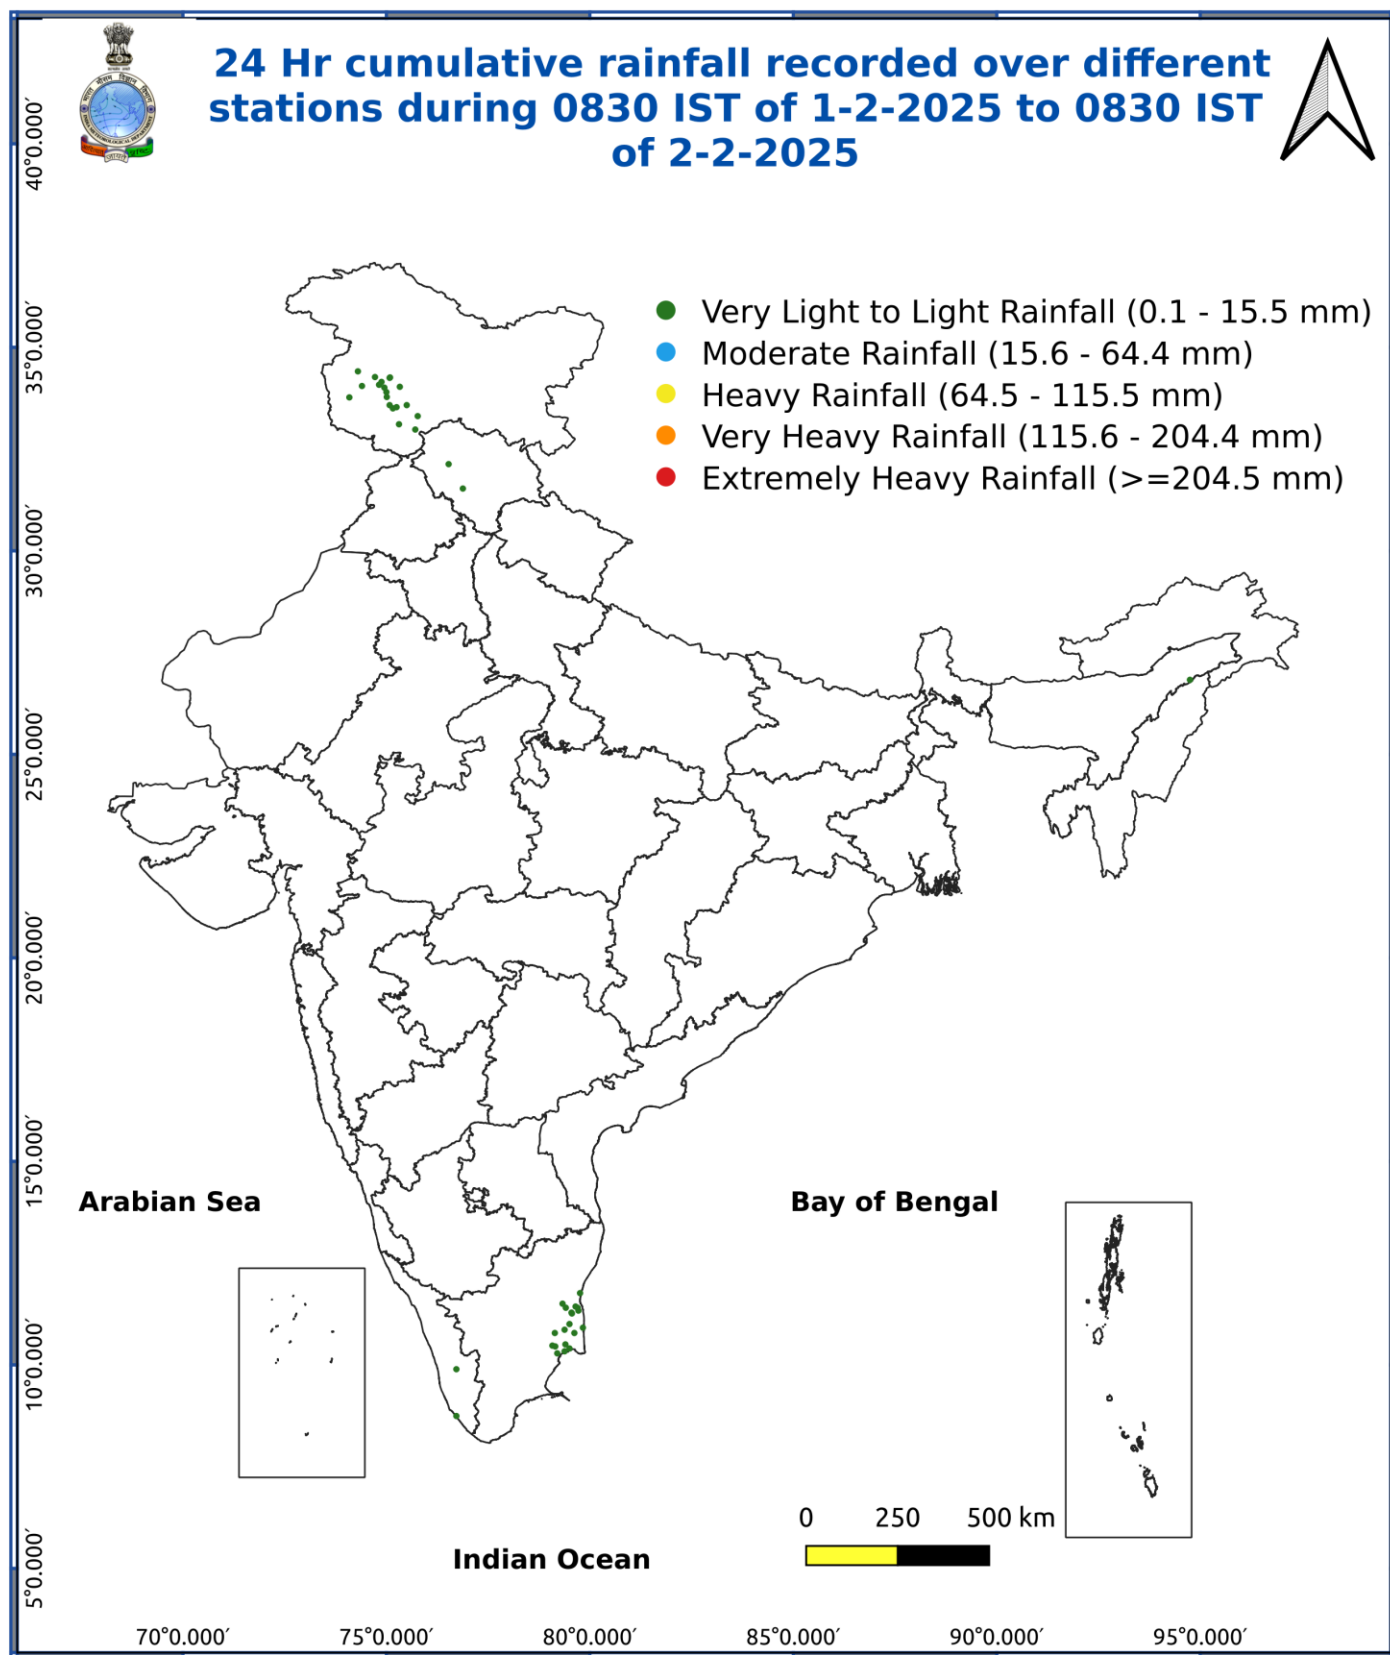 24 Hr cumulative rainfall recorded over different
stations during 0830 IST of 1-2-2025 to 0830 IST
of 2-2-2025
Very Light to Light Rainfall (0.1 - 15.5 mm)
Moderate Rainfall (15.6 - 64.4 mm)
Heavy Rainfall (64.5 - 115.5 mm)
Very Heavy Rainfall (115.6 - 204.4 mm)
Extremely Heavy Rainfall (>=204.5 mm)
40°0.000′
35°0.000′
30°0.000′
25°0.000′
20°0.000′
15°0.000′
10°0.000′
5°0.000′
Arabian Sea
Bay of Bengal
Indian Ocean
0 250 500 km
70°0.000′ 75°0.000′ 80°0.000′ 85°0.000′ 90°0.000′ 95°0.000′